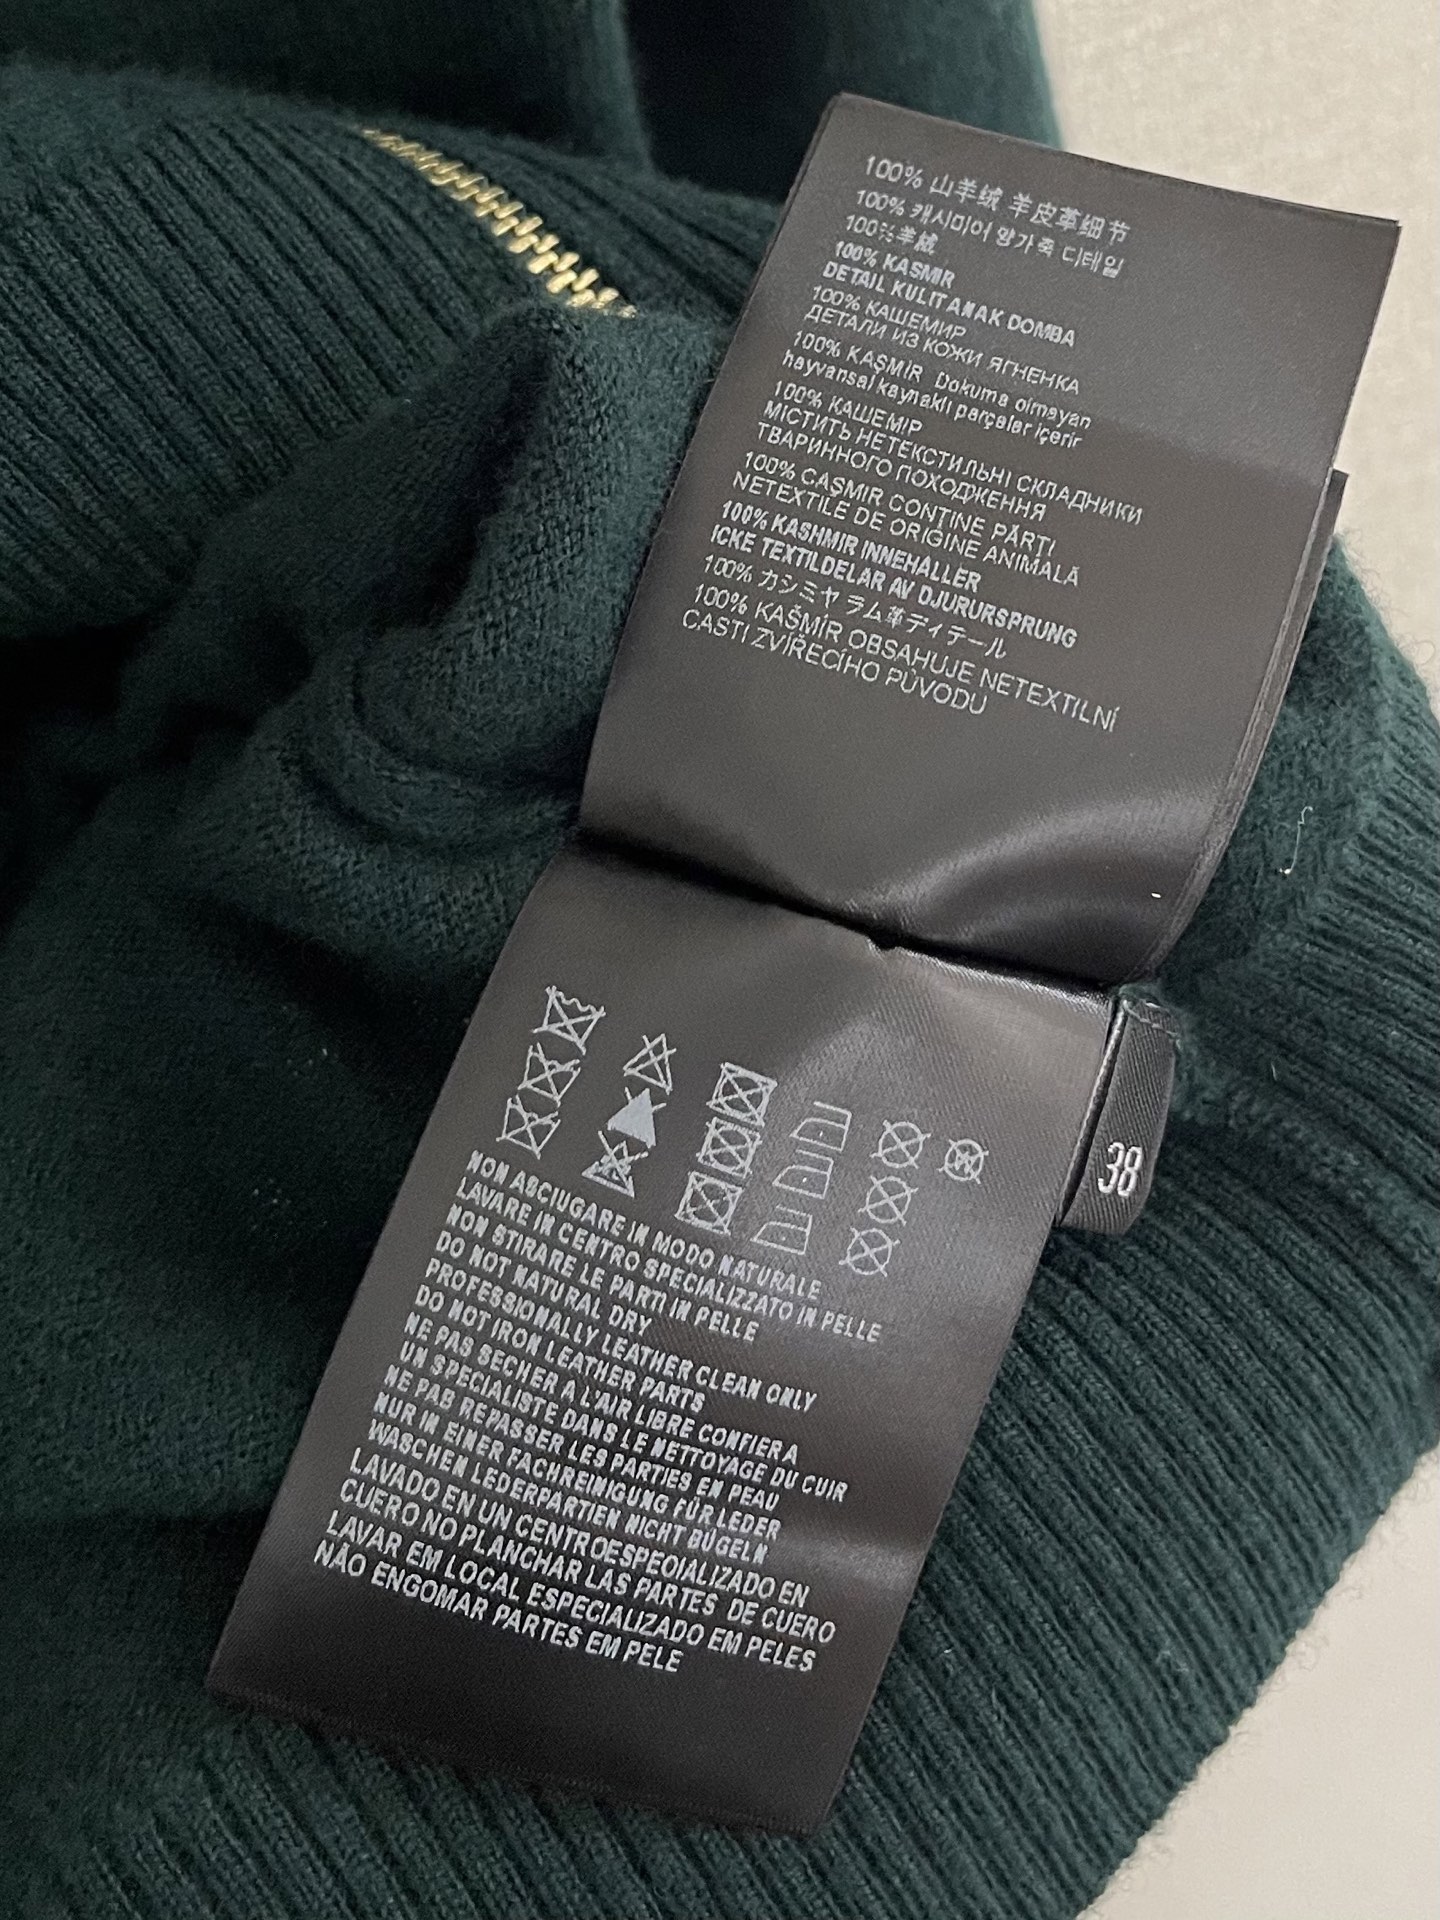 100% 山羊绒 羊皮革细节
100% 캐시미어 양가죽 디테일
100%羊絨
100% KASMIR
DETAIL KULIT ANAK DOMBA
100% КАШЕМИР
ДЕТАЛИ ИЗ КОЖИ ЯГНЕНКА
100% KAŞMİR Dokuma olmayan
hayvansal kaynaklı parçalar içerir
100% КАШЕМІР
МІСТИТЬ НЕТЕКСТИЛЬНІ СКЛАДНИКИ
ТВАРИННОГО ПОХОДЖЕННЯ
100% CAȘMIR CONȚINE PĂRȚI
NETEXTILE DE ORIGINE ANIMALĂ
100% KASHMIR INNEHALLER
ICKE TEXTILDELAR AV DJURURSPRUNG
100% カシミヤ ラム革ディテール
100% KAŠMÍR OBSAHUJE NETEXTILNÍ
CASTI ZVÍŘECÍHO PŮVODU
W
38
NON ASCIUGARE IN MODO NATURALE
LAVARE IN CENTRO SPECIALIZZATO IN PELLE
NON STIRARE LE PARTI IN PELLE
DO NOT NATURAL DRY
PROFESSIONALLY LEATHER CLEAN ONLY
DO NOT IRON LEATHER PARTS
NE PAS SECHER A L'AIR LIBRE CONFIER A
UN SPECIALISTE DANS LE NETTOYAGE DU CUIR
NE PAB REPASSER LES PARTIES EN PEAU
NUR IN EINER FACHREINIGUNG FÜR LEDER
WASCHEN LEDERPARTIEN NICHT BÜGELN
LAVADO EN UN CENTROESPEOIALIZADO EN
CUERO NO PLANCHAR LAS PARTES DE CUERO
LAVAR EM LOCAL ESPECIALIZADO EM PELES
NÃO ENGOMAR PARTES EM PELE